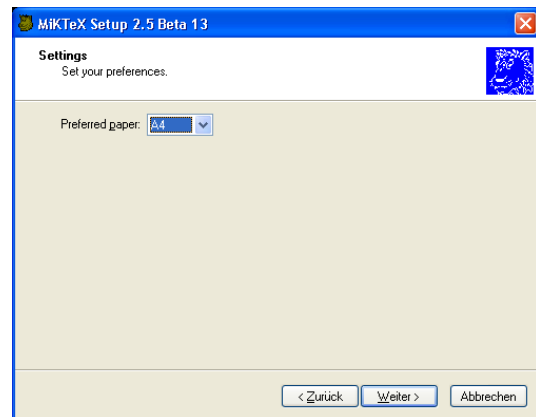 MiKTeX Setup 2.5 Beta 13
Settings
Set your preferences.
Preferred paper: A4
< Zurück Weiter > Abbrechen